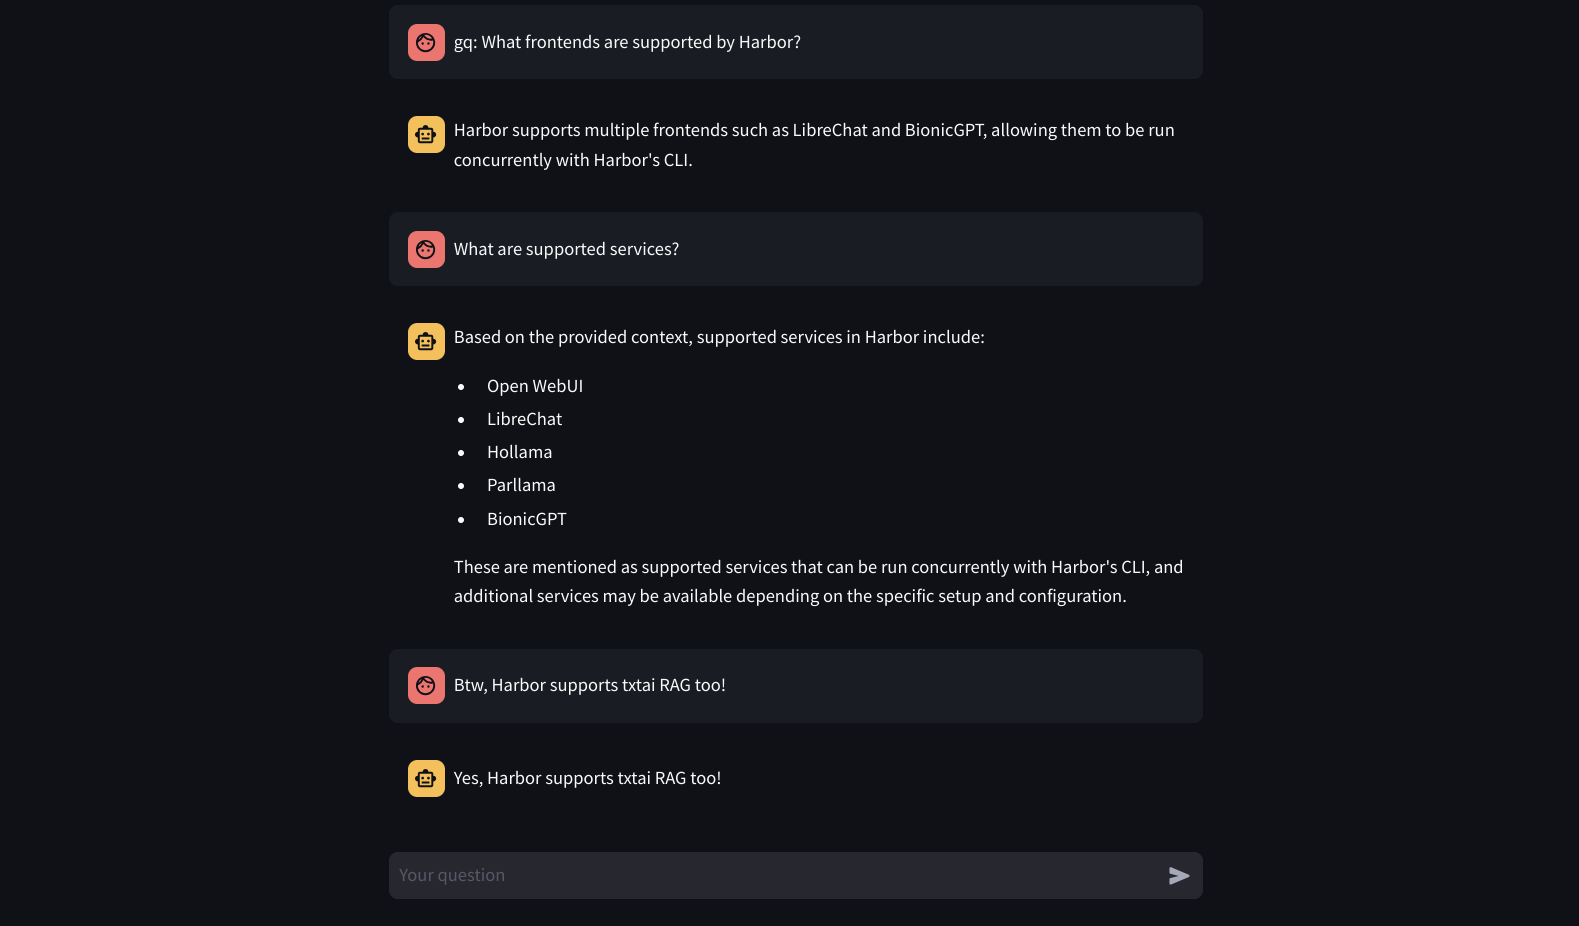 gq: What frontends are supported by Harbor?
Harbor supports multiple frontends such as LibreChat and BionicGPT, allowing them to be run
concurrently with Harbor's CLI.
What are supported services?
Based on the provided context, supported services in Harbor include:
• Open WebUI
• LibreChat
• Hollama
• Parllama
• BionicGPT
These are mentioned as supported services that can be run concurrently with Harbor's CLI, and
additional services may be available depending on the specific setup and configuration.
Btw, Harbor supports txtai RAG too!
Yes, Harbor supports txtai RAG too!
Your question